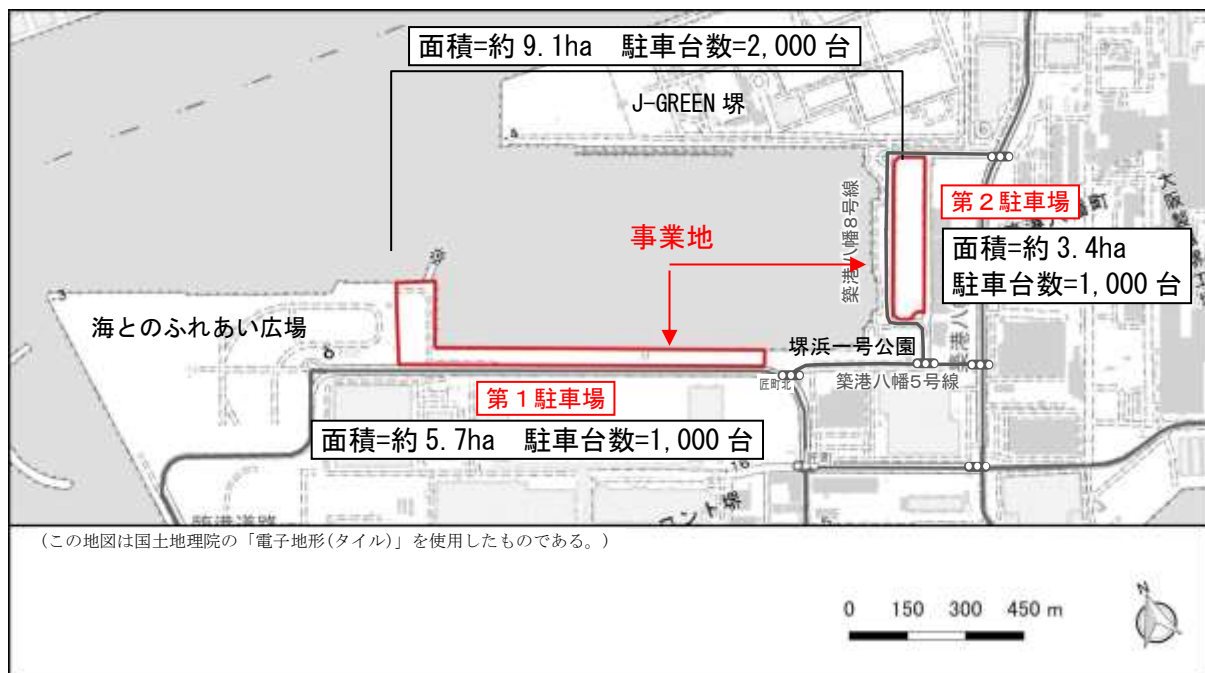 面積=約 9.1ha　駐車台数=2,000 台
J-GREEN 堺
築港八幡8号線
第２駐車場
事業地
面積=約 3.4ha
駐車台数=1,000 台
海とのふれあい広場
堺浜一号公園
匠町北
築港八幡5号線
第１駐車場
面積=約 5.7ha　駐車台数=1,000 台
(この地図は国土地理院の「電子地形(タイル)」を使用したものである。)
0 150 300 450 m
N